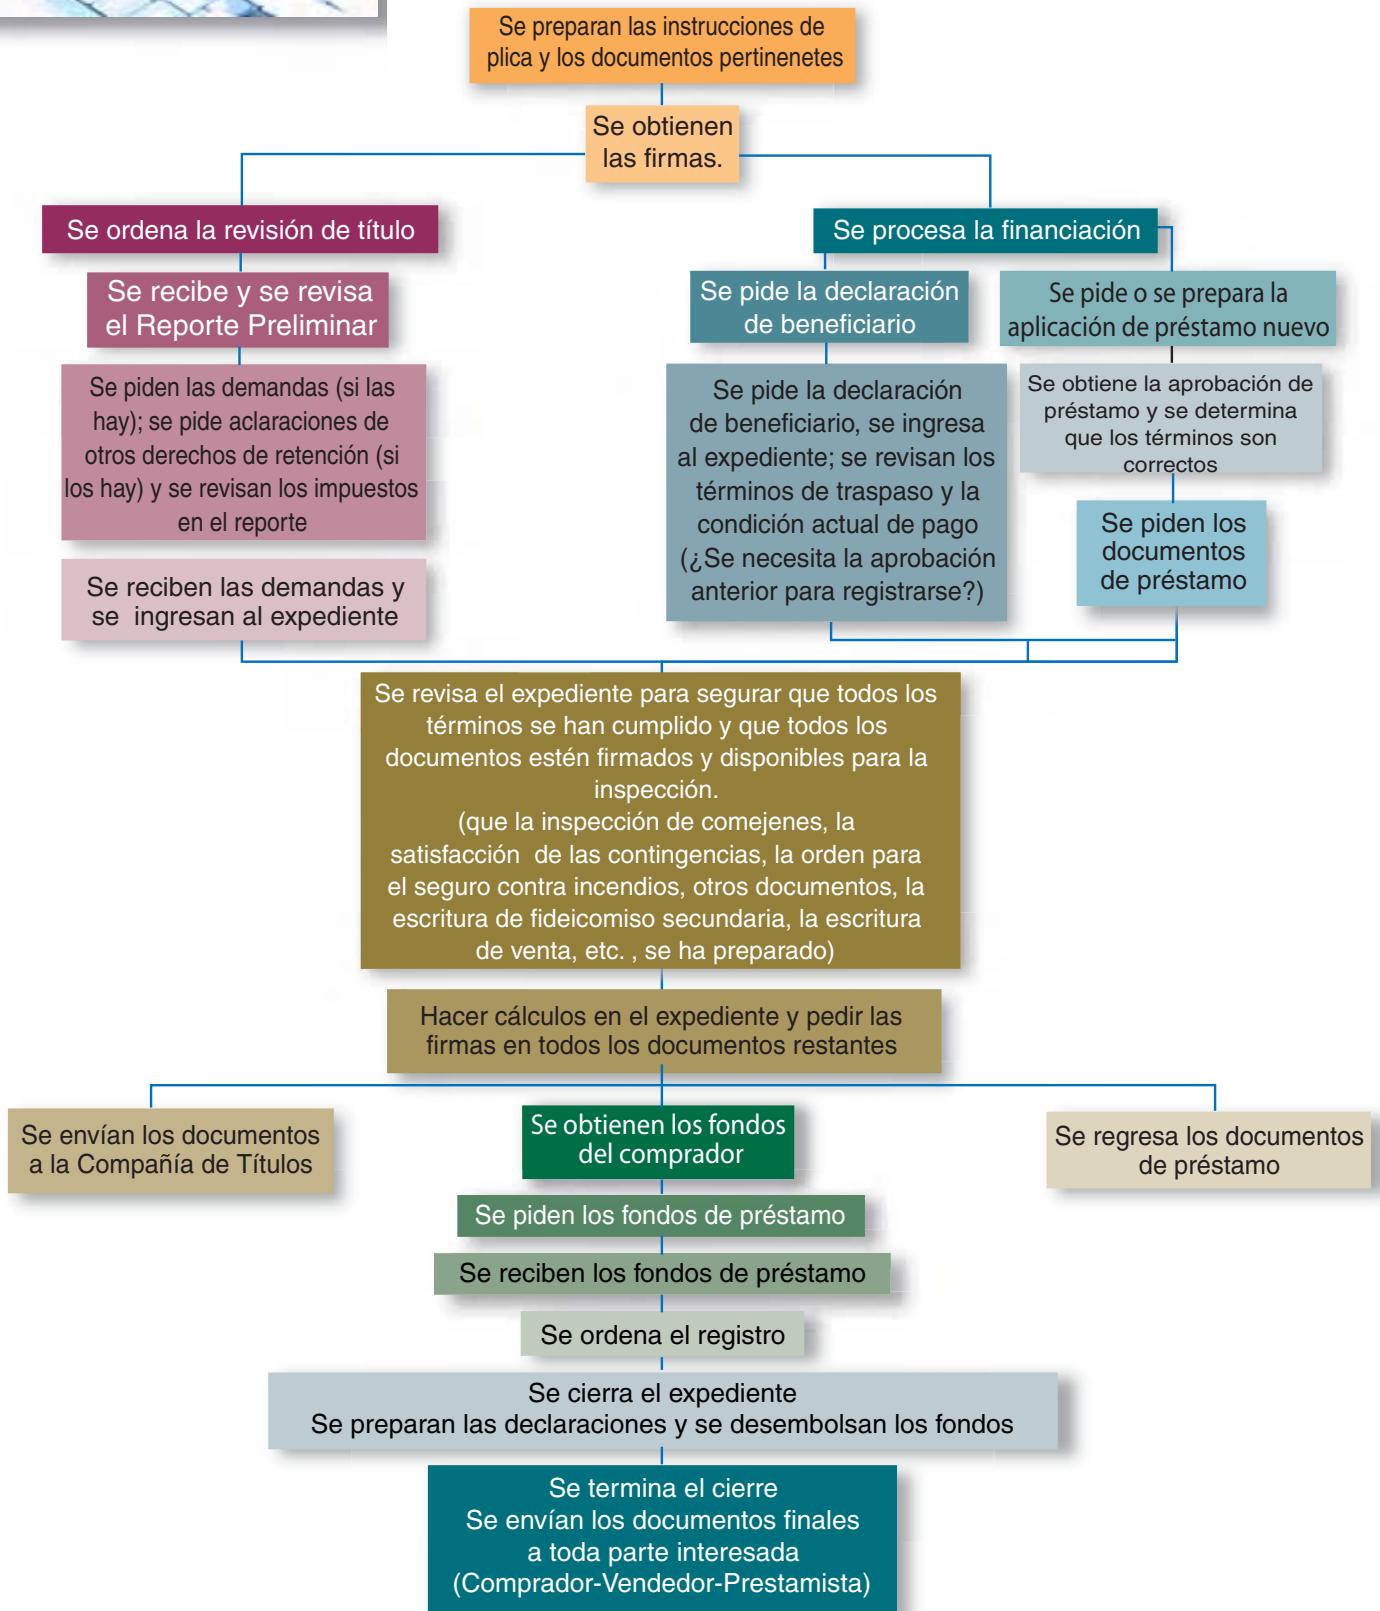 Se preparan las instrucciones de
plica y los documentos pertinenetes
Se obtienen
las firmas.
Se ordena la revisión de título
Se recibe y se revisa
el Reporte Preliminar
Se piden las demandas (si las
hay); se pide aclaraciones de
otros derechos de retención (si
los hay) y se revisan los impuestos
en el reporte
Se reciben las demandas y
se ingresan al expediente
Se procesa la financiación
Se pide la declaración
de beneficiario
Se pide la declaración
de beneficiario, se ingresa
al expediente; se revisan los
términos de traspaso y la
condición actual de pago
(¿Se necesita la aprobación
anterior para registrarse?)
Se pide o se prepara la
aplicación de préstamo nuevo
Se obtiene la aprobación de
préstamo y se determina
que los términos son
correctos
Se piden los
documentos
de préstamo
Se revisa el expediente para segurar que todos los
términos se han cumplido y que todos los
documentos estén firmados y disponibles para la
inspección.
(que la inspección de comejenes, la
satisfacción de las contingencias, la orden para
el seguro contra incendios, otros documentos, la
escritura de fideicomiso secundaria, la escritura
de venta, etc. , se ha preparado)
Hacer cálculos en el expediente y pedir las
firmas en todos los documentos restantes
Se envían los documentos
a la Compañía de Títulos
Se obtienen los fondos
del comprador
Se regresa los documentos
de préstamo
Se piden los fondos de préstamo
Se reciben los fondos de préstamo
Se ordena el registro
Se cierra el expediente
Se preparan las declaraciones y se desembolsan los fondos
Se termina el cierre
Se envían los documentos finales
a toda parte interesada
(Comprador-Vendedor-Prestamista)